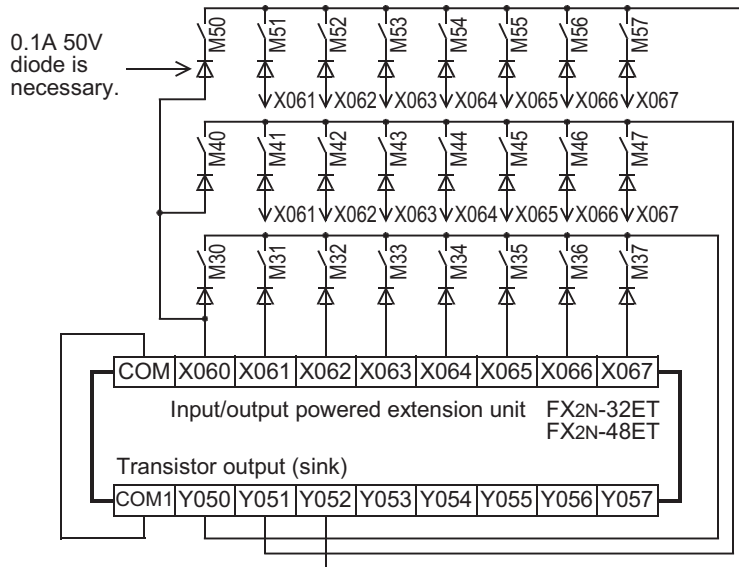 0.1A 50V
diode is
necessary.
M50 M51 M52 M53 M54 M55 M56 M57
X061 X062 X063 X064 X065 X066 X067
M40 M41 M42 M43 M44 M45 M46 M47
X061 X062 X063 X064 X065 X066 X067
M30 M31 M32 M33 M34 M35 M36 M37
COM X060 X061 X062 X063 X064 X065 X066 X067
Input/output powered extension unit FX2N-32ET
FX2N-48ET
Transistor output (sink)
COM1 Y050 Y051 Y052 Y053 Y054 Y055 Y056 Y057